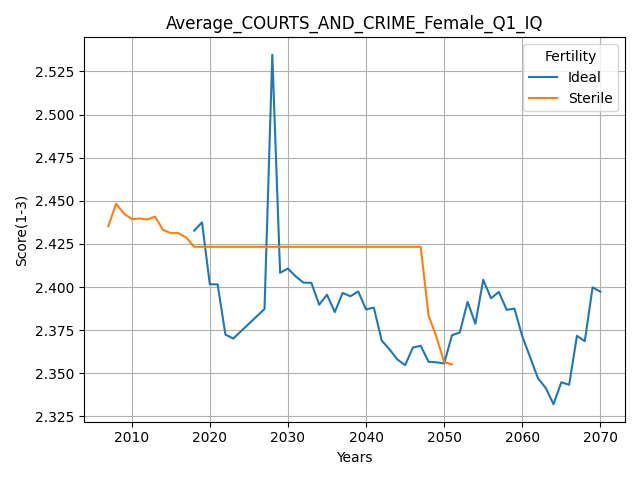 Average_COURTS_AND_CRIME_Female_Q1_IQ
Fertility
Ideal
Sterile
Score(1-3)
2.525
2.500
2.475
2.450
2.425
2.400
2.375
2.350
2.325
2010 2020 2030 2040 2050 2060 2070
Years